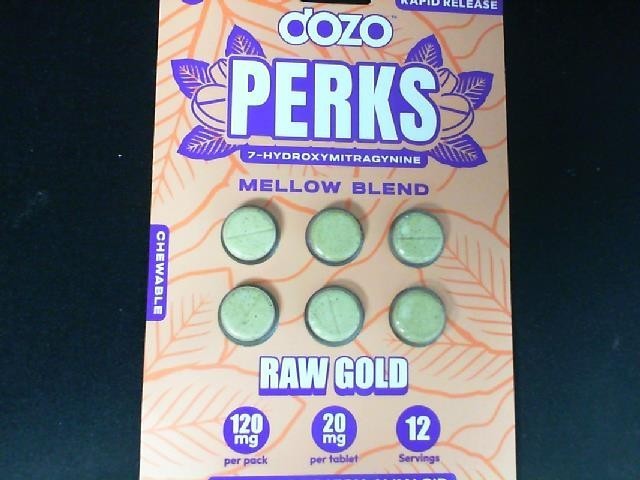 RAPID RELEASE
dozo™
PERKS
7-HYDROXYMITRAGYNINE
MELLOW BLEND
CHEWABLE
RAW GOLD
120 mg per pack
20 mg per tablet
12 Servings